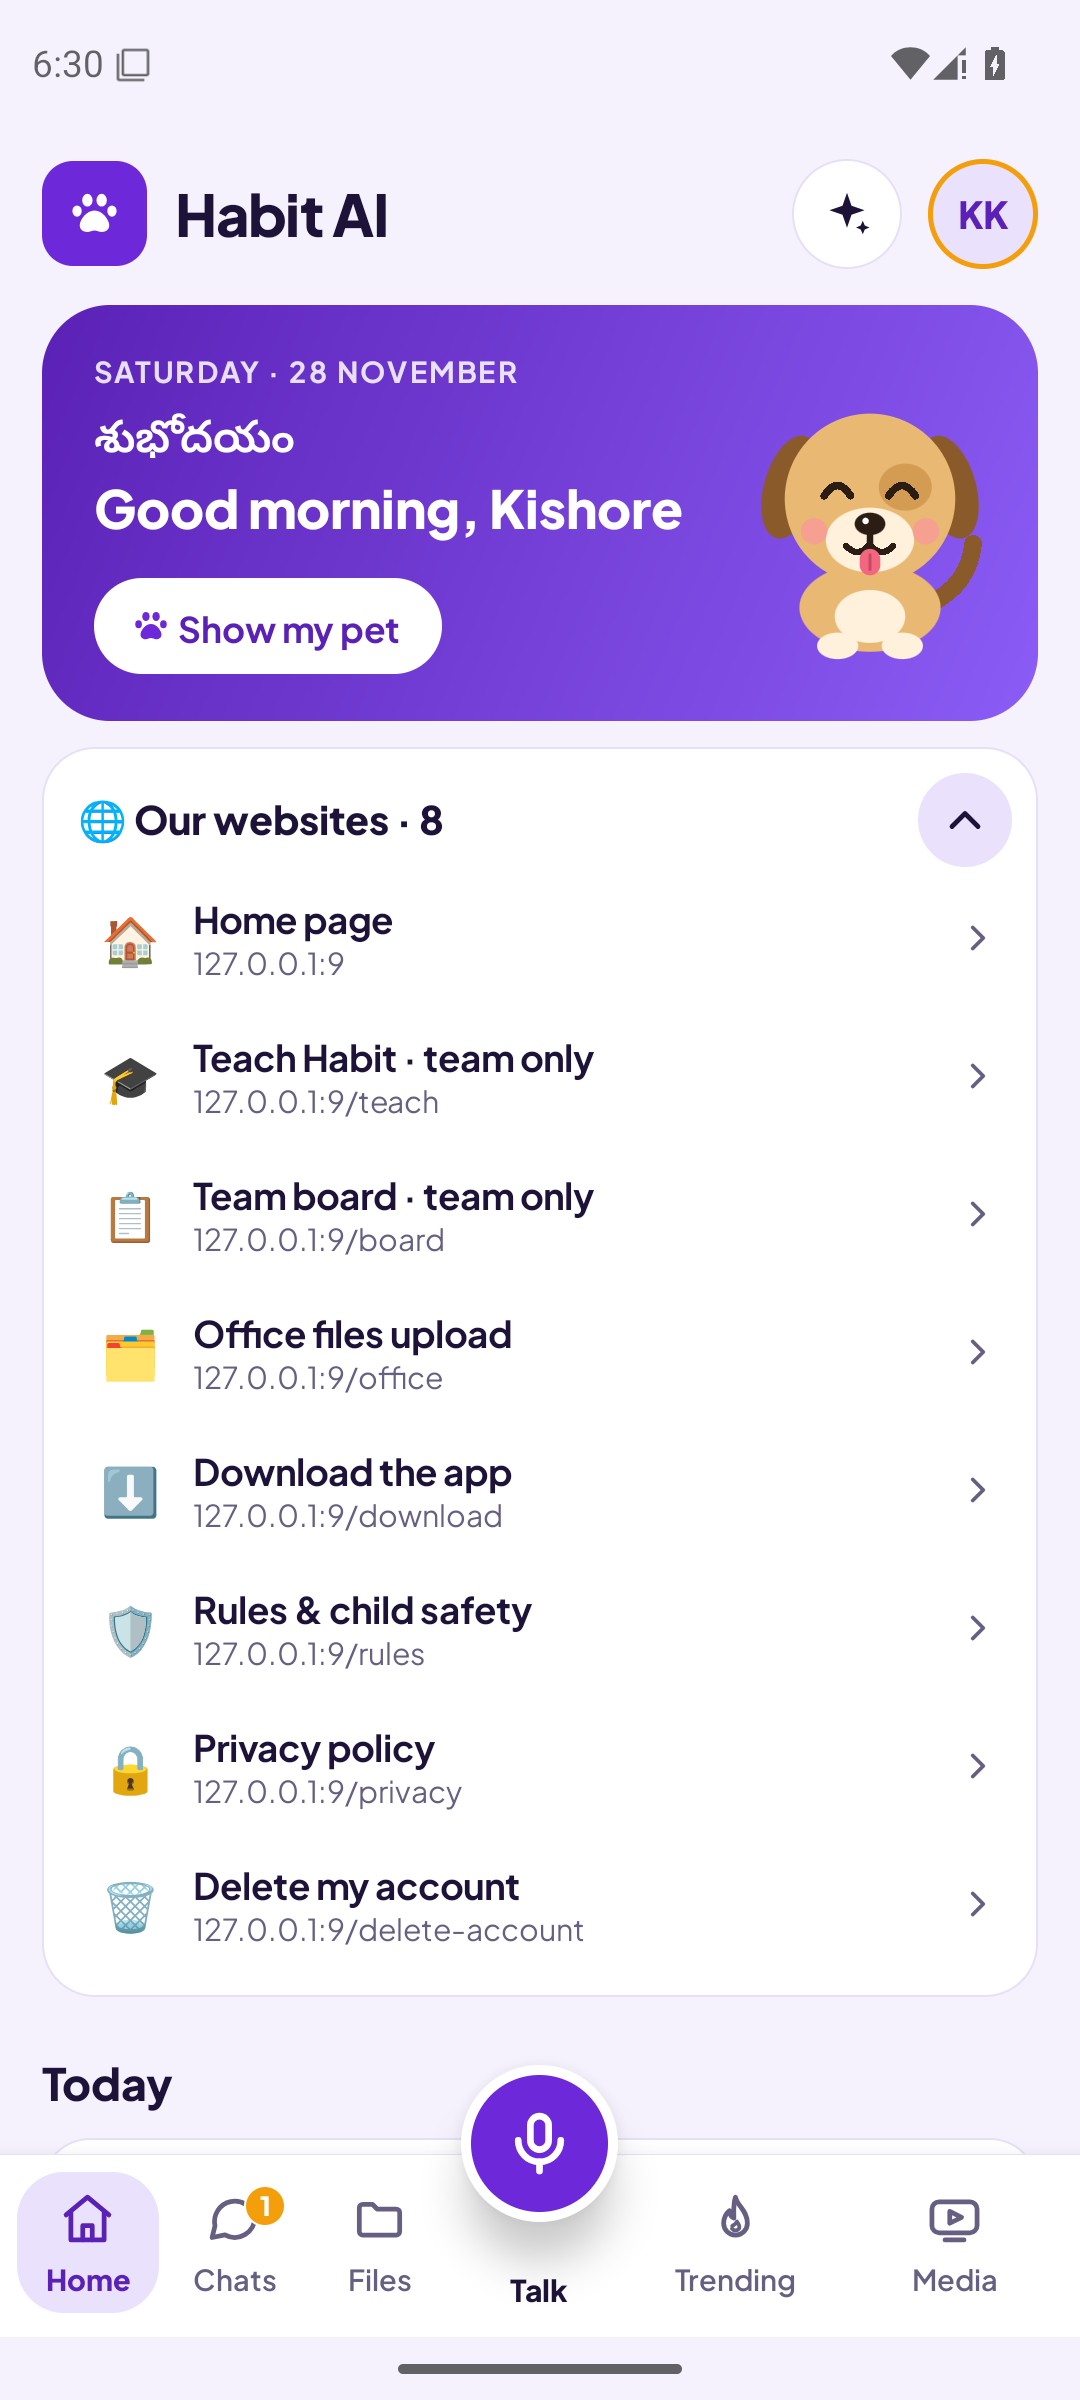 6:30
Habit AI
KK
SATURDAY · 28 NOVEMBER
శుభోదయం
Good morning, Kishore
Show my pet
Our websites · 8
Home page
127.0.0.1:9
Teach Habit · team only
127.0.0.1:9/teach
Team board · team only
127.0.0.1:9/board
Office files upload
127.0.0.1:9/office
Download the app
127.0.0.1:9/download
Rules & child safety
127.0.0.1:9/rules
Privacy policy
127.0.0.1:9/privacy
Delete my account
127.0.0.1:9/delete-account
Today
1
Home
Chats
Files
Talk
Trending
Media